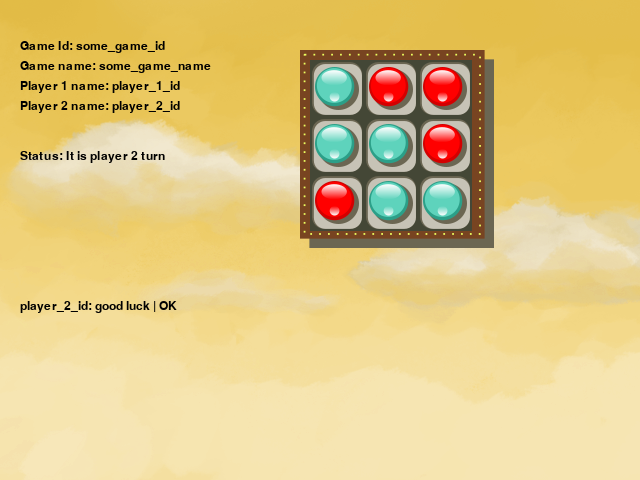 Game Id: some_game_id
Game name: some_game_name
Player 1 name: player_1_id
Player 2 name: player_2_id
Status: It is player 2 turn
player_2_id: good luck | OK